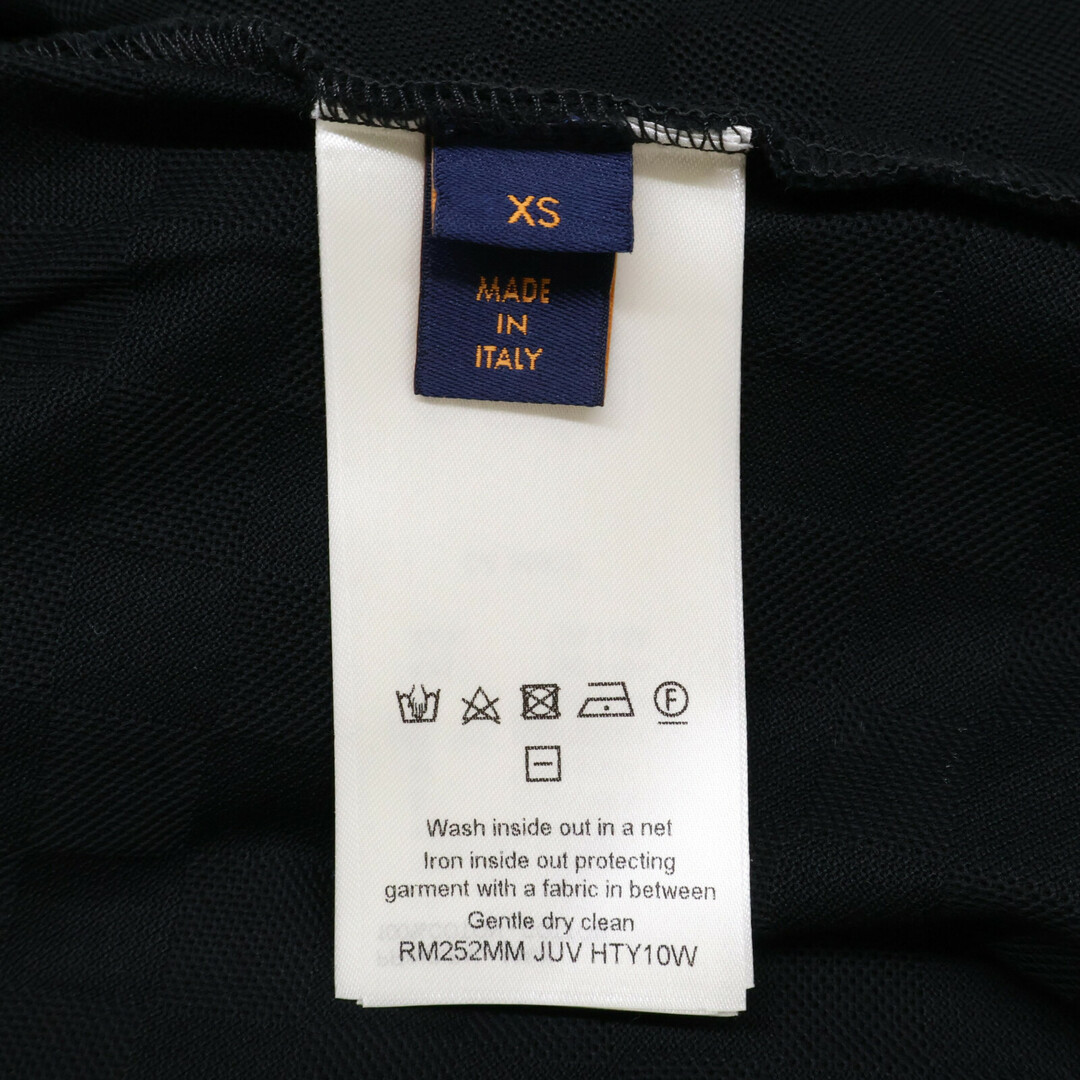 XS
MADE
IN
ITALY
F
Wash inside out in a net
Iron inside out protecting
garment with a fabric in between
Gentle dry clean
RM252MM JUV HTY10W